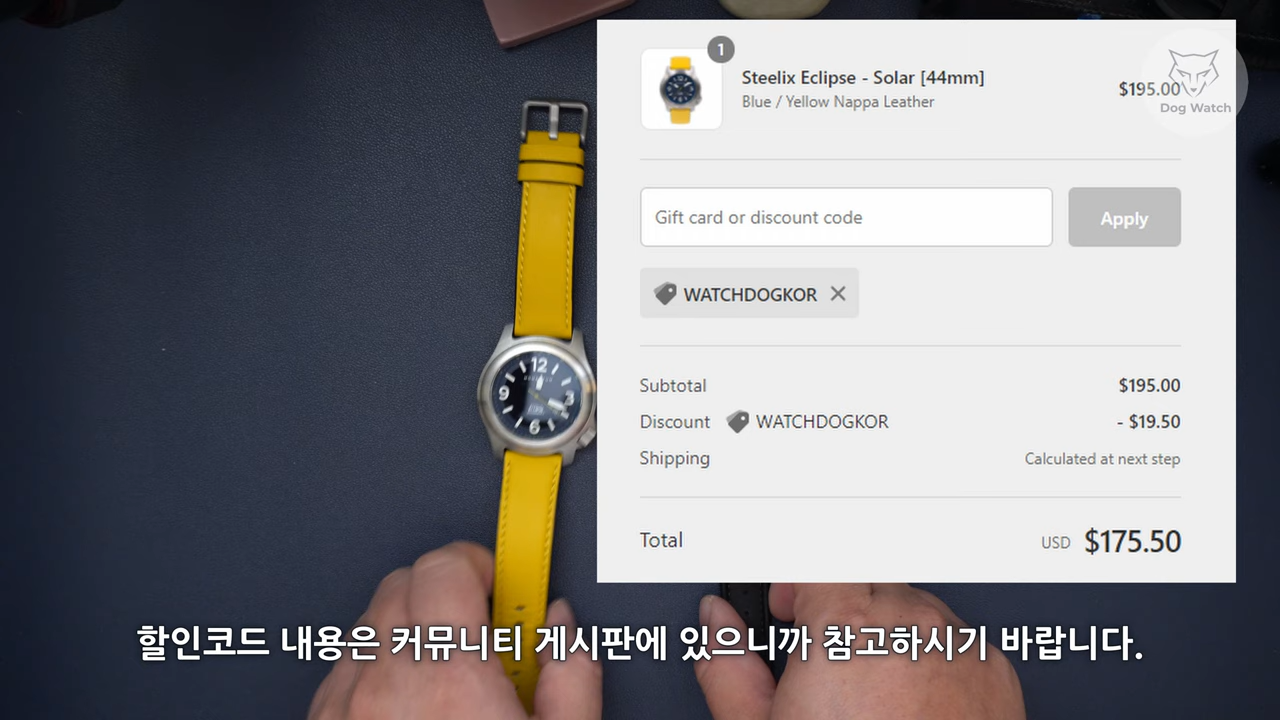 1
Steelix Eclipse - Solar [44mm]
Blue / Yellow Nappa Leather
$195.00
Dog Watch
Gift card or discount code
Apply
WATCHDOGKOR
Subtotal
$195.00
Discount WATCHDOGKOR
- $19.50
Shipping
Calculated at next step
Total
USD $175.50
12
3
6
9
할인코드 내용은 커뮤니티 게시판에 있으니까 참고하시기 바랍니다.